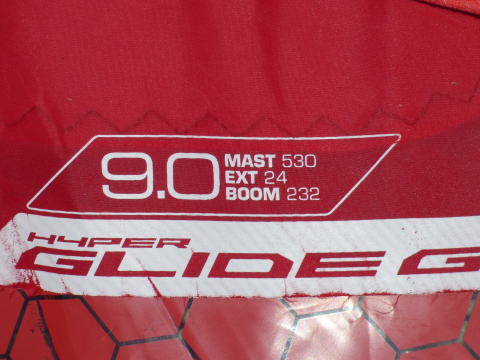 9.0
MAST 530
EXT 24
BOOM 232
HYPER
GLIDE G